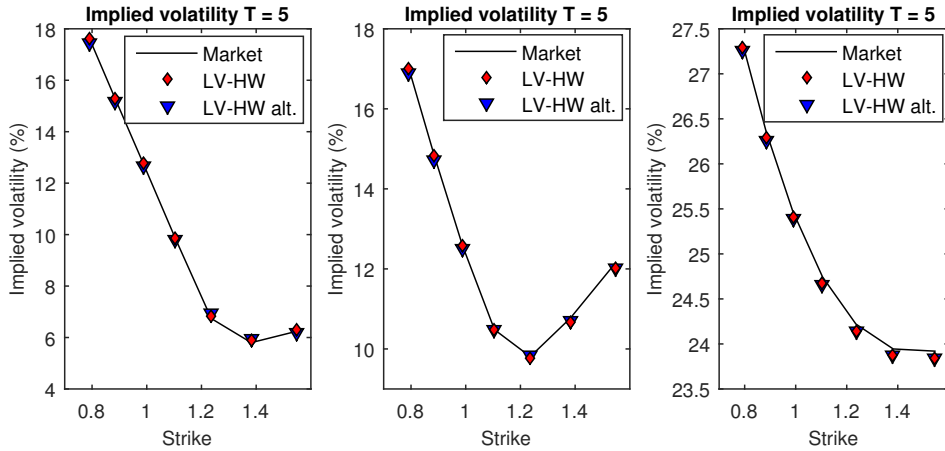 Implied volatility T = 5
Market
LV-HW
LV-HW alt.
18
16
14
12
10
8
6
4
0.8
1
1.2
1.4
Implied volatility (%)
Strike
Implied volatility T = 5
Market
LV-HW
LV-HW alt.
18
16
14
12
10
0.8
1
1.2
1.4
Implied volatility (%)
Strike
Implied volatility T = 5
Market
LV-HW
LV-HW alt.
27.5
27
26.5
26
25.5
25
24.5
24
23.5
0.8
1
1.2
1.4
Implied volatility (%)
Strike